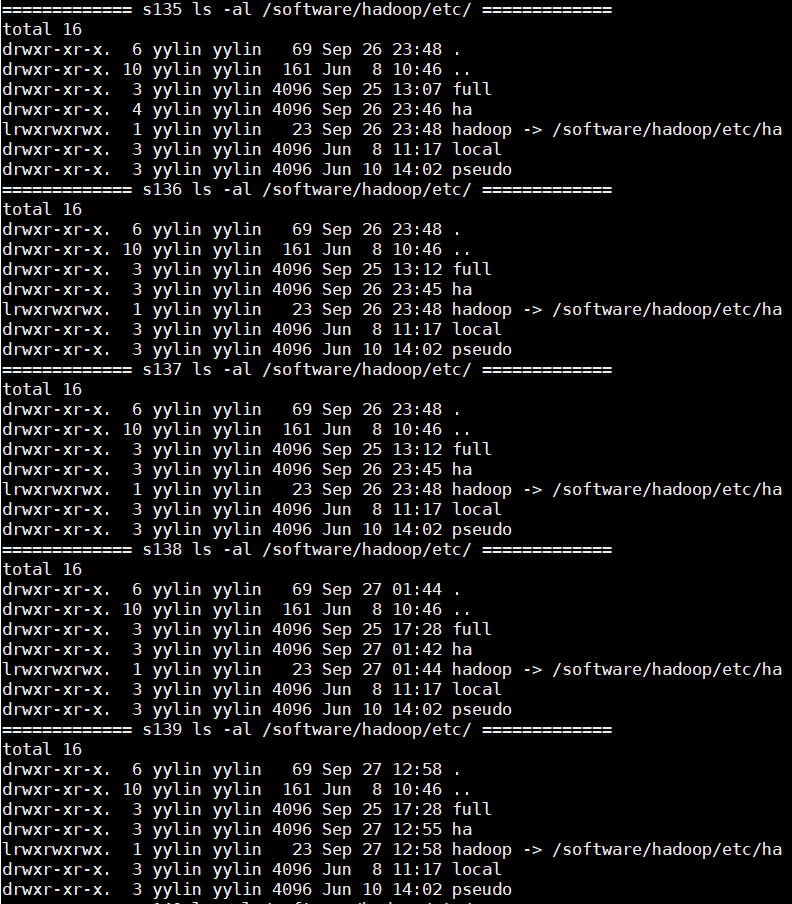 ============= s135 ls -al /software/hadoop/etc/ =============
total 16
drwxr-xr-x.  6 yylin yylin   69 Sep 26 23:48 .
drwxr-xr-x. 10 yylin yylin  161 Jun  8 10:46 ..
drwxr-xr-x.  3 yylin yylin 4096 Sep 25 13:07 full
drwxr-xr-x.  4 yylin yylin 4096 Sep 26 23:46 ha
lrwxrwxrwx.  1 yylin yylin   23 Sep 26 23:48 hadoop -> /software/hadoop/etc/ha
drwxr-xr-x.  3 yylin yylin 4096 Jun  8 11:17 local
drwxr-xr-x.  3 yylin yylin 4096 Jun 10 14:02 pseudo
============= s136 ls -al /software/hadoop/etc/ =============
total 16
drwxr-xr-x.  6 yylin yylin   69 Sep 26 23:48 .
drwxr-xr-x. 10 yylin yylin  161 Jun  8 10:46 ..
drwxr-xr-x.  3 yylin yylin 4096 Sep 25 13:12 full
drwxr-xr-x.  3 yylin yylin 4096 Sep 26 23:45 ha
lrwxrwxrwx.  1 yylin yylin   23 Sep 26 23:48 hadoop -> /software/hadoop/etc/ha
drwxr-xr-x.  3 yylin yylin 4096 Jun  8 11:17 local
drwxr-xr-x.  3 yylin yylin 4096 Jun 10 14:02 pseudo
============= s137 ls -al /software/hadoop/etc/ =============
total 16
drwxr-xr-x.  6 yylin yylin   69 Sep 26 23:48 .
drwxr-xr-x. 10 yylin yylin  161 Jun  8 10:46 ..
drwxr-xr-x.  3 yylin yylin 4096 Sep 25 13:12 full
drwxr-xr-x.  3 yylin yylin 4096 Sep 26 23:45 ha
lrwxrwxrwx.  1 yylin yylin   23 Sep 26 23:48 hadoop -> /software/hadoop/etc/ha
drwxr-xr-x.  3 yylin yylin 4096 Jun  8 11:17 local
drwxr-xr-x.  3 yylin yylin 4096 Jun 10 14:02 pseudo
============= s138 ls -al /software/hadoop/etc/ =============
total 16
drwxr-xr-x.  6 yylin yylin   69 Sep 27 01:44 .
drwxr-xr-x. 10 yylin yylin  161 Jun  8 10:46 ..
drwxr-xr-x.  3 yylin yylin 4096 Sep 25 17:28 full
drwxr-xr-x.  3 yylin yylin 4096 Sep 27 01:42 ha
lrwxrwxrwx.  1 yylin yylin   23 Sep 27 01:44 hadoop -> /software/hadoop/etc/ha
drwxr-xr-x.  3 yylin yylin 4096 Jun  8 11:17 local
drwxr-xr-x.  3 yylin yylin 4096 Jun 10 14:02 pseudo
============= s139 ls -al /software/hadoop/etc/ =============
total 16
drwxr-xr-x.  6 yylin yylin   69 Sep 27 12:58 .
drwxr-xr-x. 10 yylin yylin  161 Jun  8 10:46 ..
drwxr-xr-x.  3 yylin yylin 4096 Sep 25 17:28 full
drwxr-xr-x.  3 yylin yylin 4096 Sep 27 12:55 ha
lrwxrwxrwx.  1 yylin yylin   23 Sep 27 12:58 hadoop -> /software/hadoop/etc/ha
drwxr-xr-x.  3 yylin yylin 4096 Jun  8 11:17 local
drwxr-xr-x.  3 yylin yylin 4096 Jun 10 14:02 pseudo